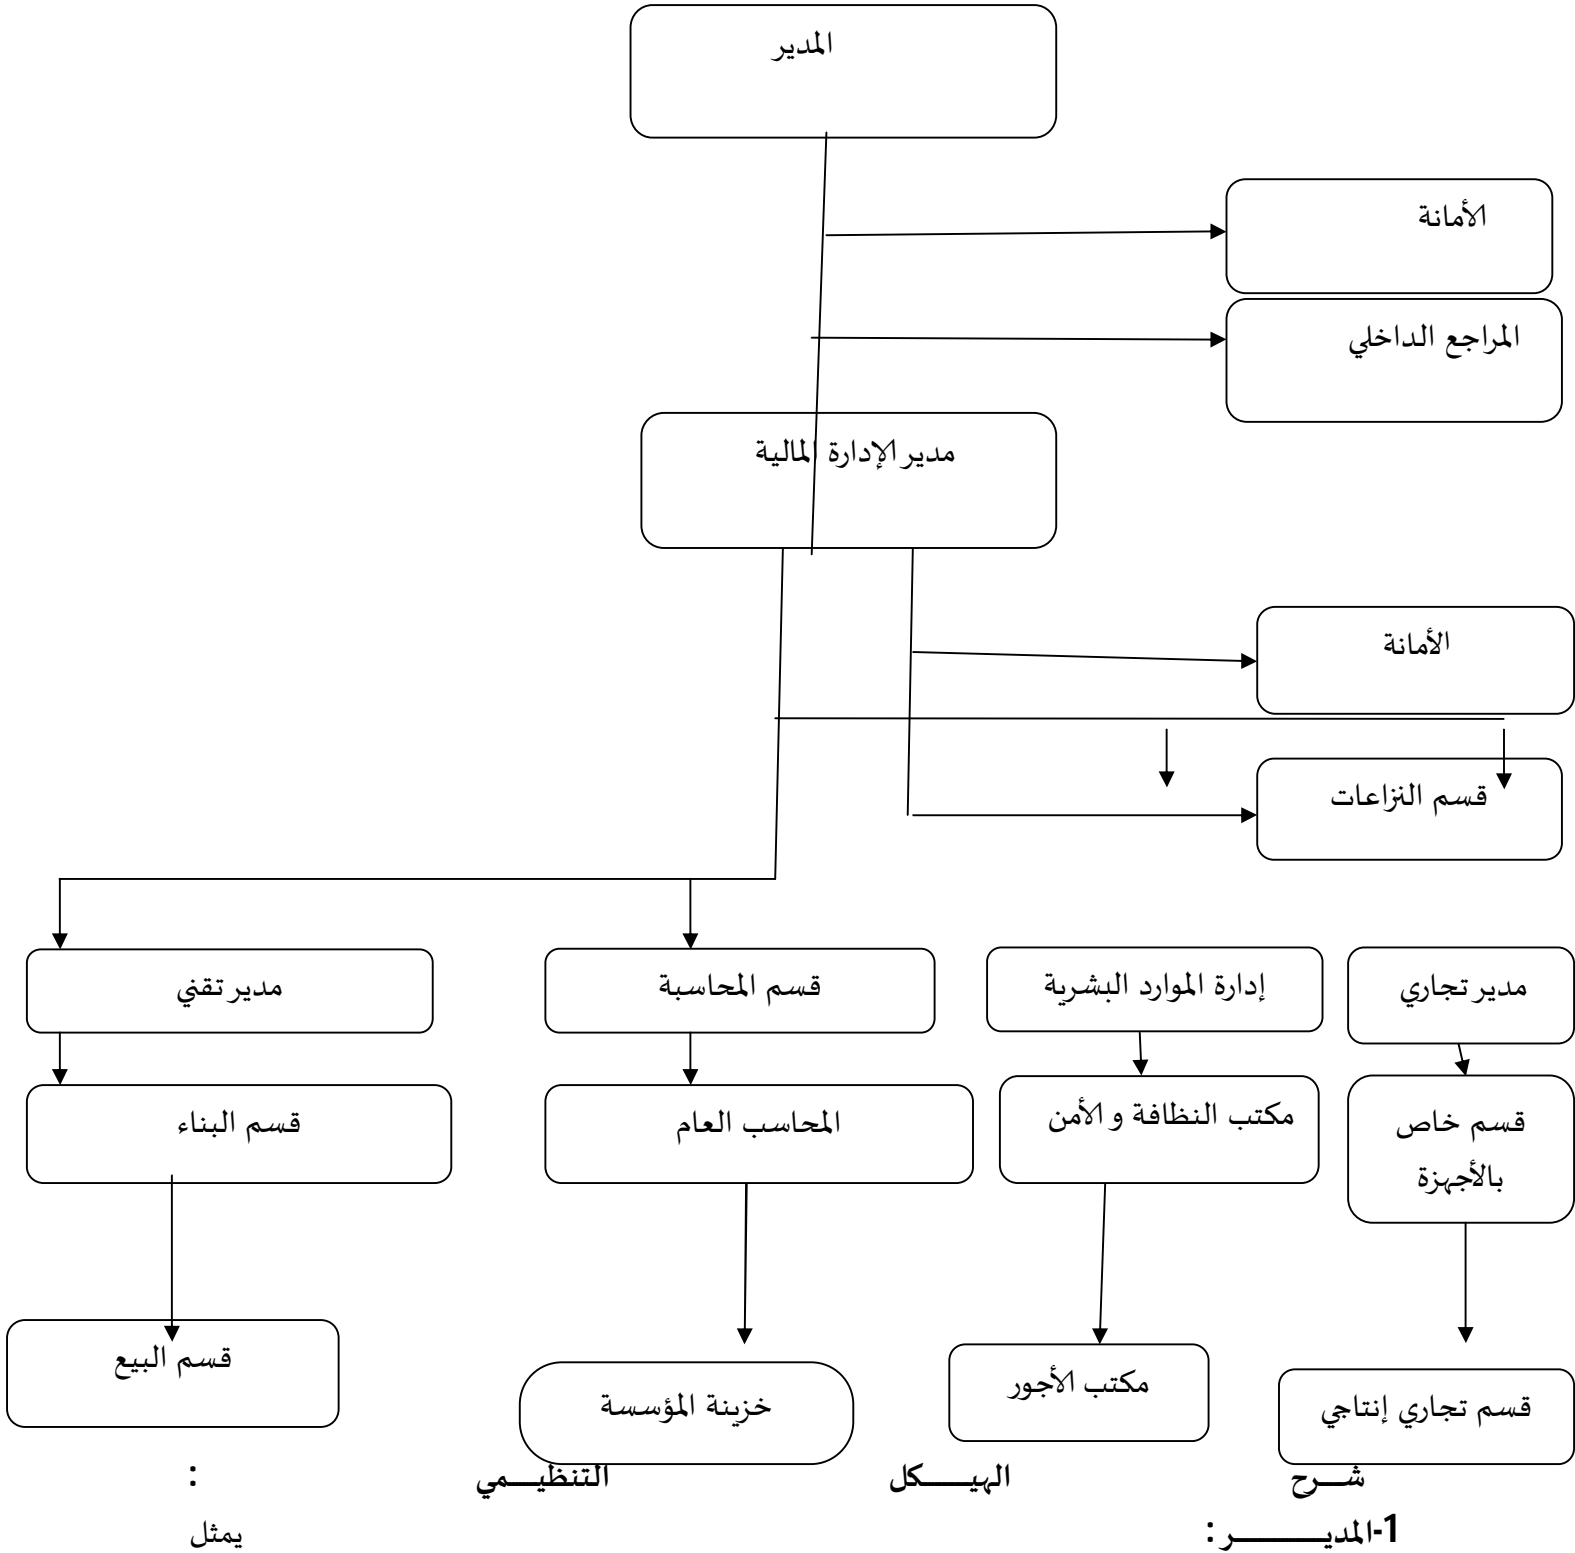 المدير
الأمانة
المراجع الداخلي
مدير الإدارة المالية
الأمانة
قسم النزاعات
مدير تجاري
إدارة الموارد البشرية
قسم المحاسبة
مدير تقني
قسم خاص
بالأجهزة
مكتب النظافة و الأمن
المحاسب العام
قسم البناء
قسم تجاري إنتاجي
مكتب الأجور
خزينة المؤسسة
قسم البيع
شـــرح الهيـــــكل التنظيـــمي :
1-المديــــــــــر : يمثل